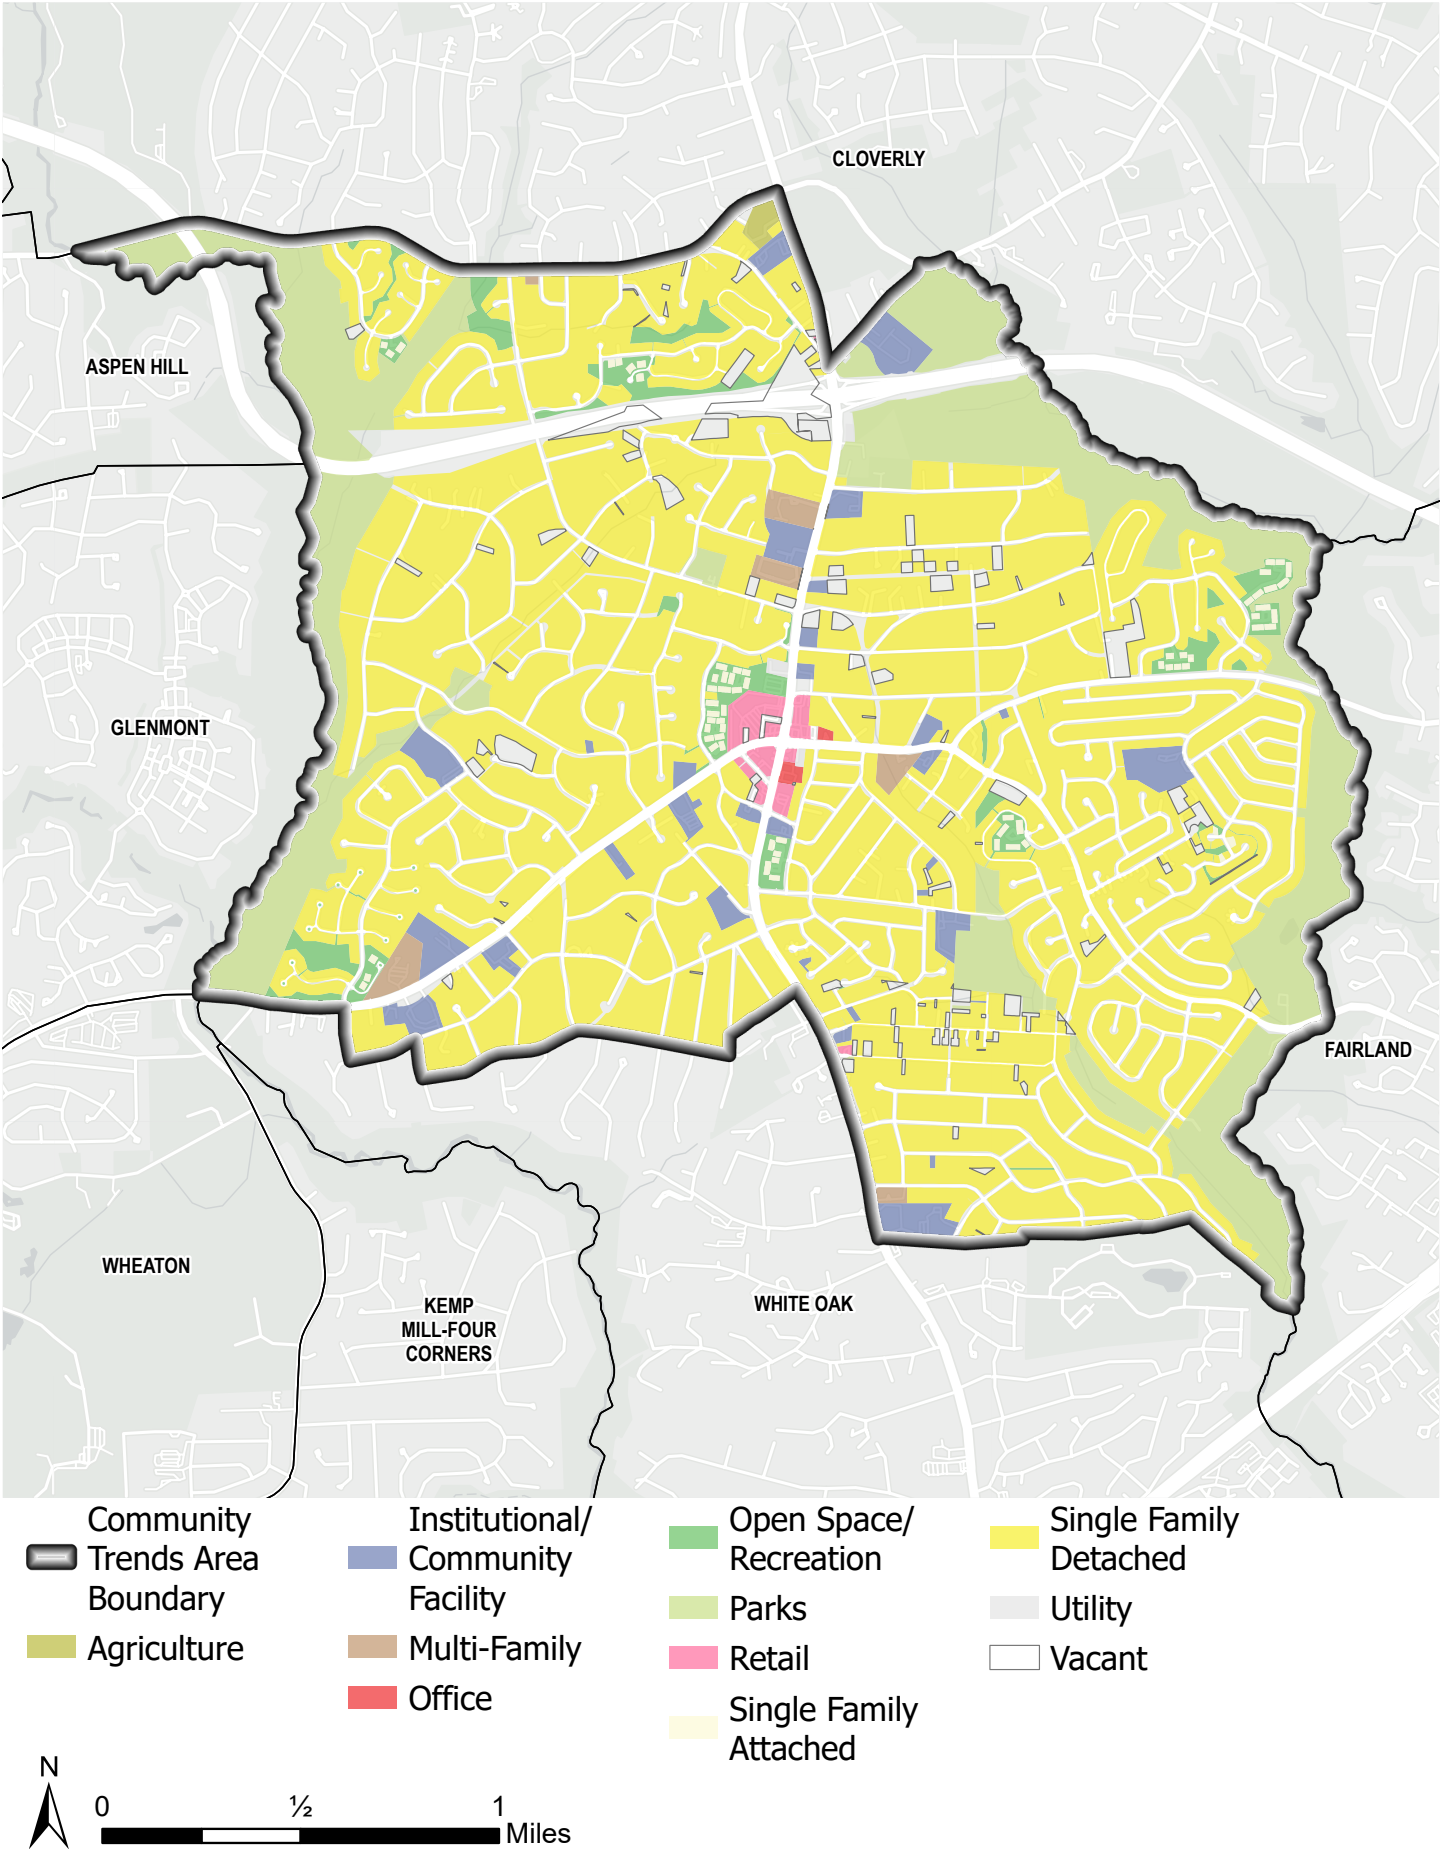 CLOVERLY
ASPEN HILL
GLENMONT
FAIRLAND
WHEATON
KEMP
MILL-FOUR
CORNERS
WHITE OAK
Community
Trends Area
Boundary
Agriculture
Institutional/
Community
Facility
Multi-Family
Office
Open Space/
Recreation
Parks
Retail
Single Family
Attached
Single Family
Detached
Utility
Vacant
N
0 ½ 1
Miles